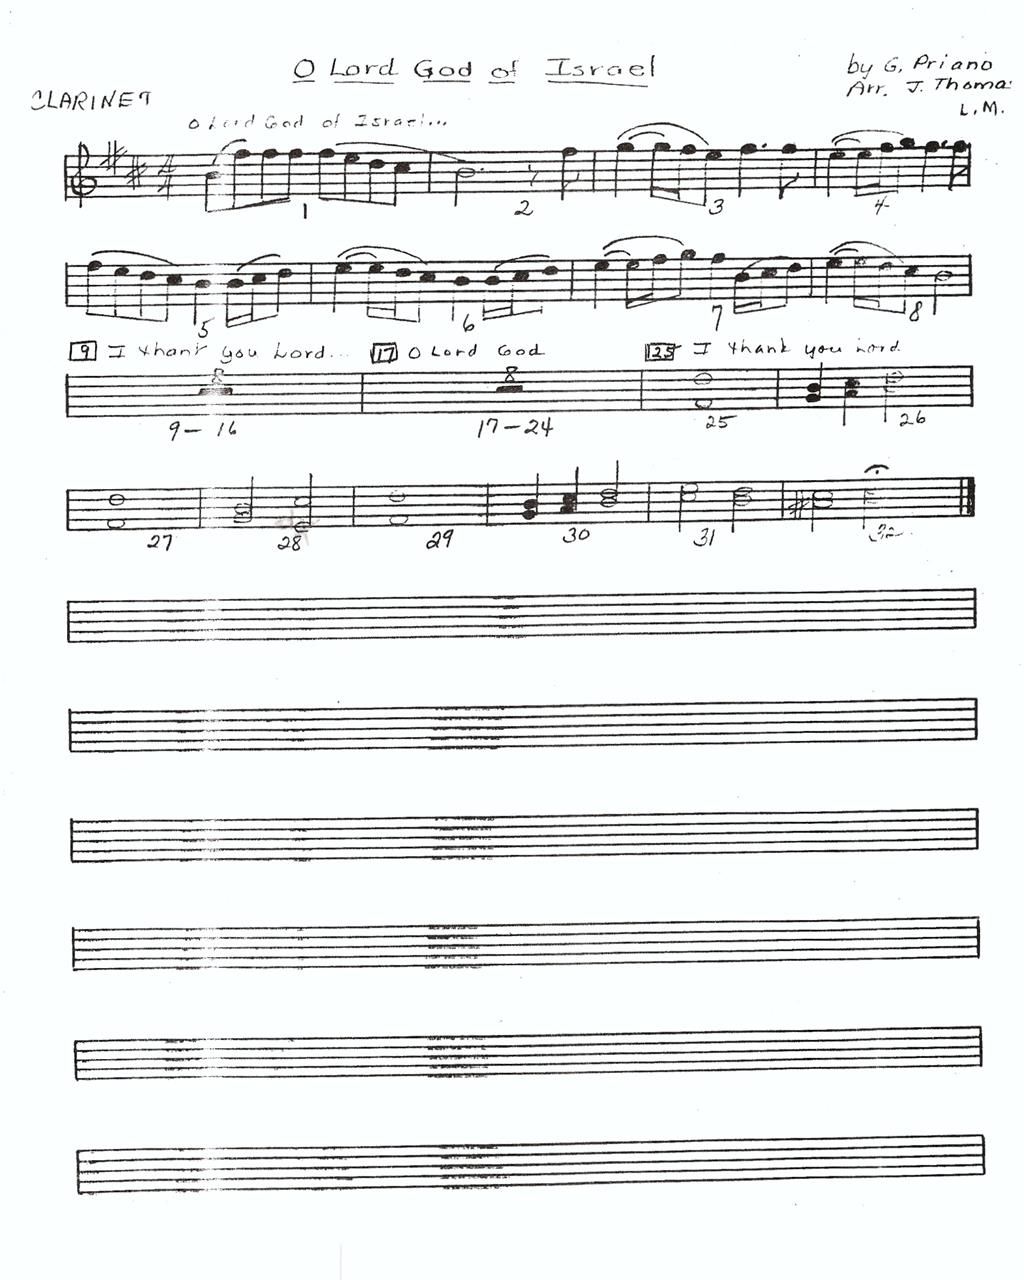 O Lord God of Israel
by G. Priano
Arr. J. Thomas
L.M.
CLARINET
O Lord God of Israel...
4
4
1 2 3 4
5 6 7 8
9 I thank you Lord... 17 O Lord God 25 I thank you Lord
8 8
9 - 16 17 - 24 25 26
27 28 29 30 31 32